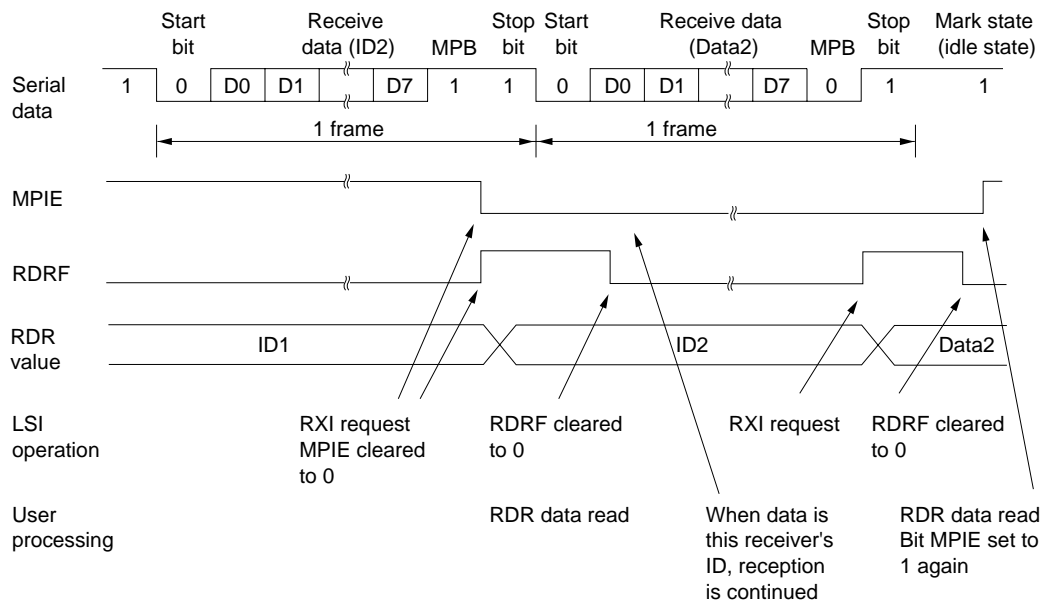 Start bit
Receive data (ID2)
MPB
Stop bit
Start bit
Receive data (Data2)
MPB
Stop bit
Mark state (idle state)
Serial data
1 0 D0 D1 D7 1 1 0 D0 D1 D7 0 1 1
1 frame
1 frame
MPIE
RDRF
RDR value
ID1
ID2
Data2
LSI operation
RXI request
MPIE cleared
to 0
RDRF cleared
to 0
RXI request
RDRF cleared
to 0
User processing
RDR data read
When data is
this receiver's
ID, reception
is continued
RDR data read
Bit MPIE set to
1 again